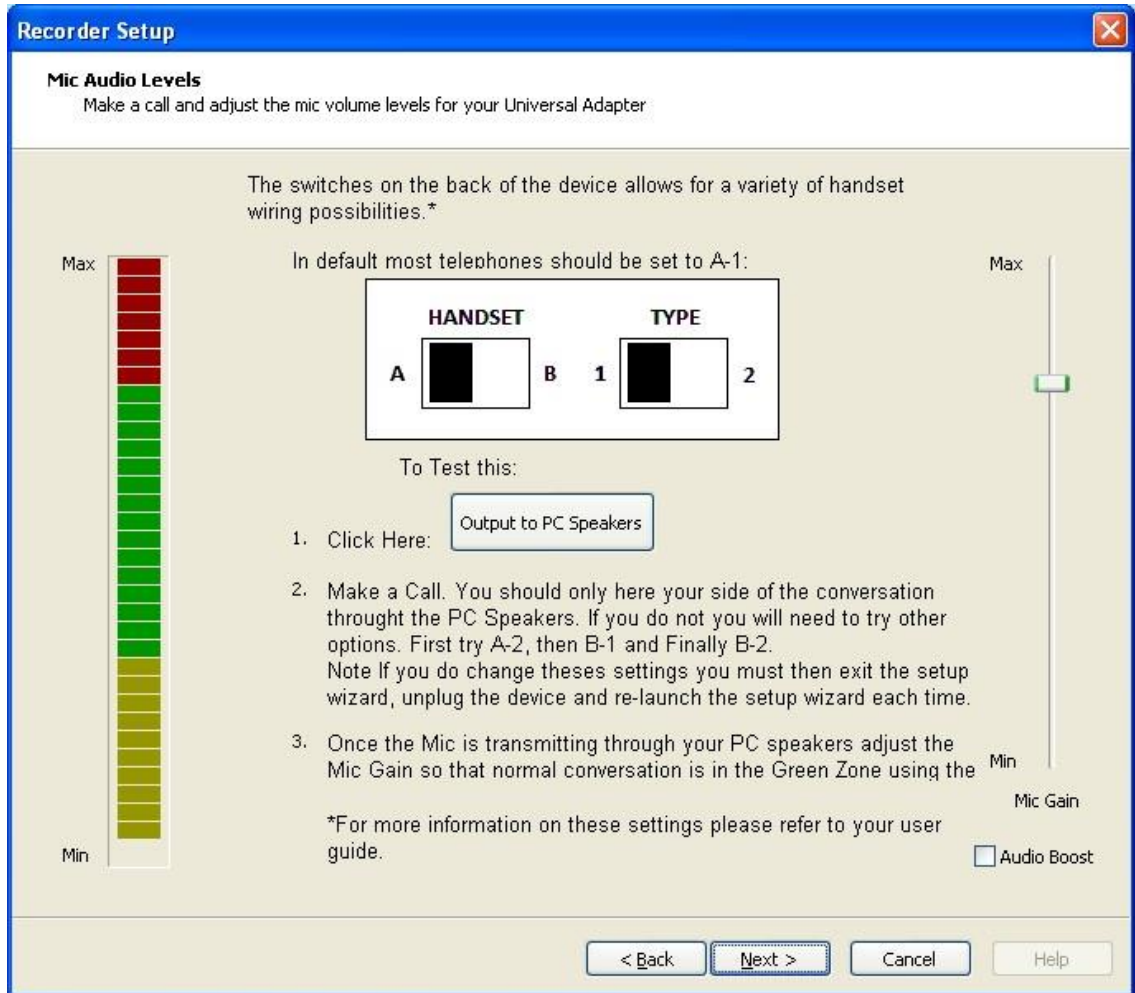 Recorder Setup
Mic Audio Levels
Make a call and adjust the mic volume levels for your Universal Adapter
The switches on the back of the device allows for a variety of handset
wiring possibilities.*
In default most telephones should be set to A-1:
Max
Max
HANDSET
TYPE
A
B
1
2
To Test this:
1. Click Here:
Output to PC Speakers
2. Make a Call. You should only here your side of the conversation
throught the PC Speakers. If you do not you will need to try other
options. First try A-2, then B-1 and Finally B-2.
Note If you do change theses settings you must then exit the setup
wizard, unplug the device and re-launch the setup wizard each time.
3. Once the Mic is transmitting through your PC speakers adjust the
Mic Gain so that normal conversation is in the Green Zone using the
Min
Mic Gain
*For more information on these settings please refer to your user
guide.
Min
Audio Boost
< Back
Next >
Cancel
Help